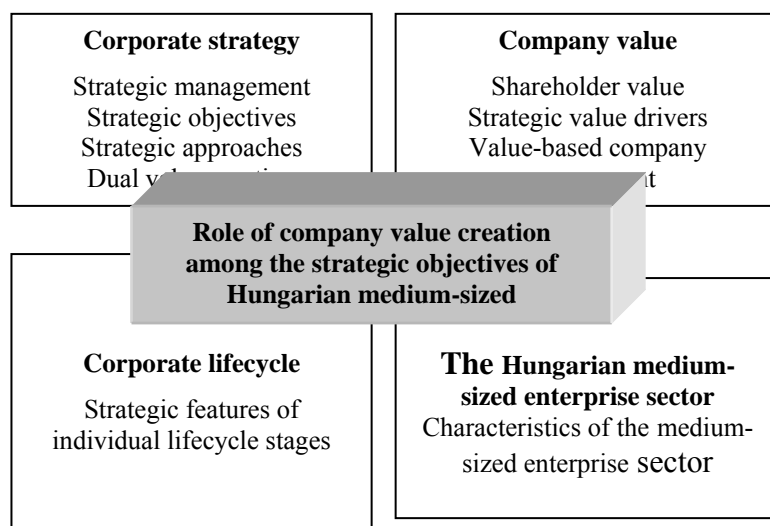 Corporate strategy
Strategic management
Strategic objectives
Strategic approaches
Dual
Company value
Shareholder value
Strategic value drivers
Value-based company
Role of company value creation
among the strategic objectives of
Hungarian medium-sized
Corporate lifecycle
Strategic features of
individual lifecycle stages
The Hungarian medium-
sized enterprise sector
Characteristics of the medium-
sized enterprise sector